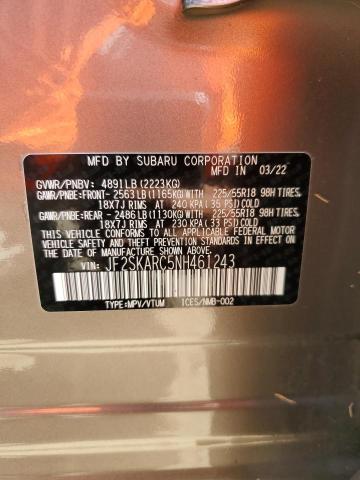 MFD BY SUBARU CORPORATION
MFD IN 03/22
GVWR/PNBV: 4891LB (2223KG)
GAWR/PNBE:FRONT- 2563LB (1165KG) WITH/AVEC 225/55R18 98H TIRES,
18X7J RIMS AT 240 KPA (35 PSI) COLD
GAWR/PNBE:REAR - 2486LB (1130KG) WITH/AVEC 225/55R18 98H TIRES,
18X7J RIMS AT 230 KPA (33 PSI) COLD
THIS VEHICLE CONFORMS TO ALL APPLICABLE FEDERAL
MOTOR VEHICLE SAFETY, BUMPER, AND THEFT PREVENTION
STANDARDS IN EFFECT ON THE DATE OF MANUFACTURE
SHOWN ABOVE.
JF2SKARC5NH461243
TYPE:MPV/VTUM ICES/NMB-002